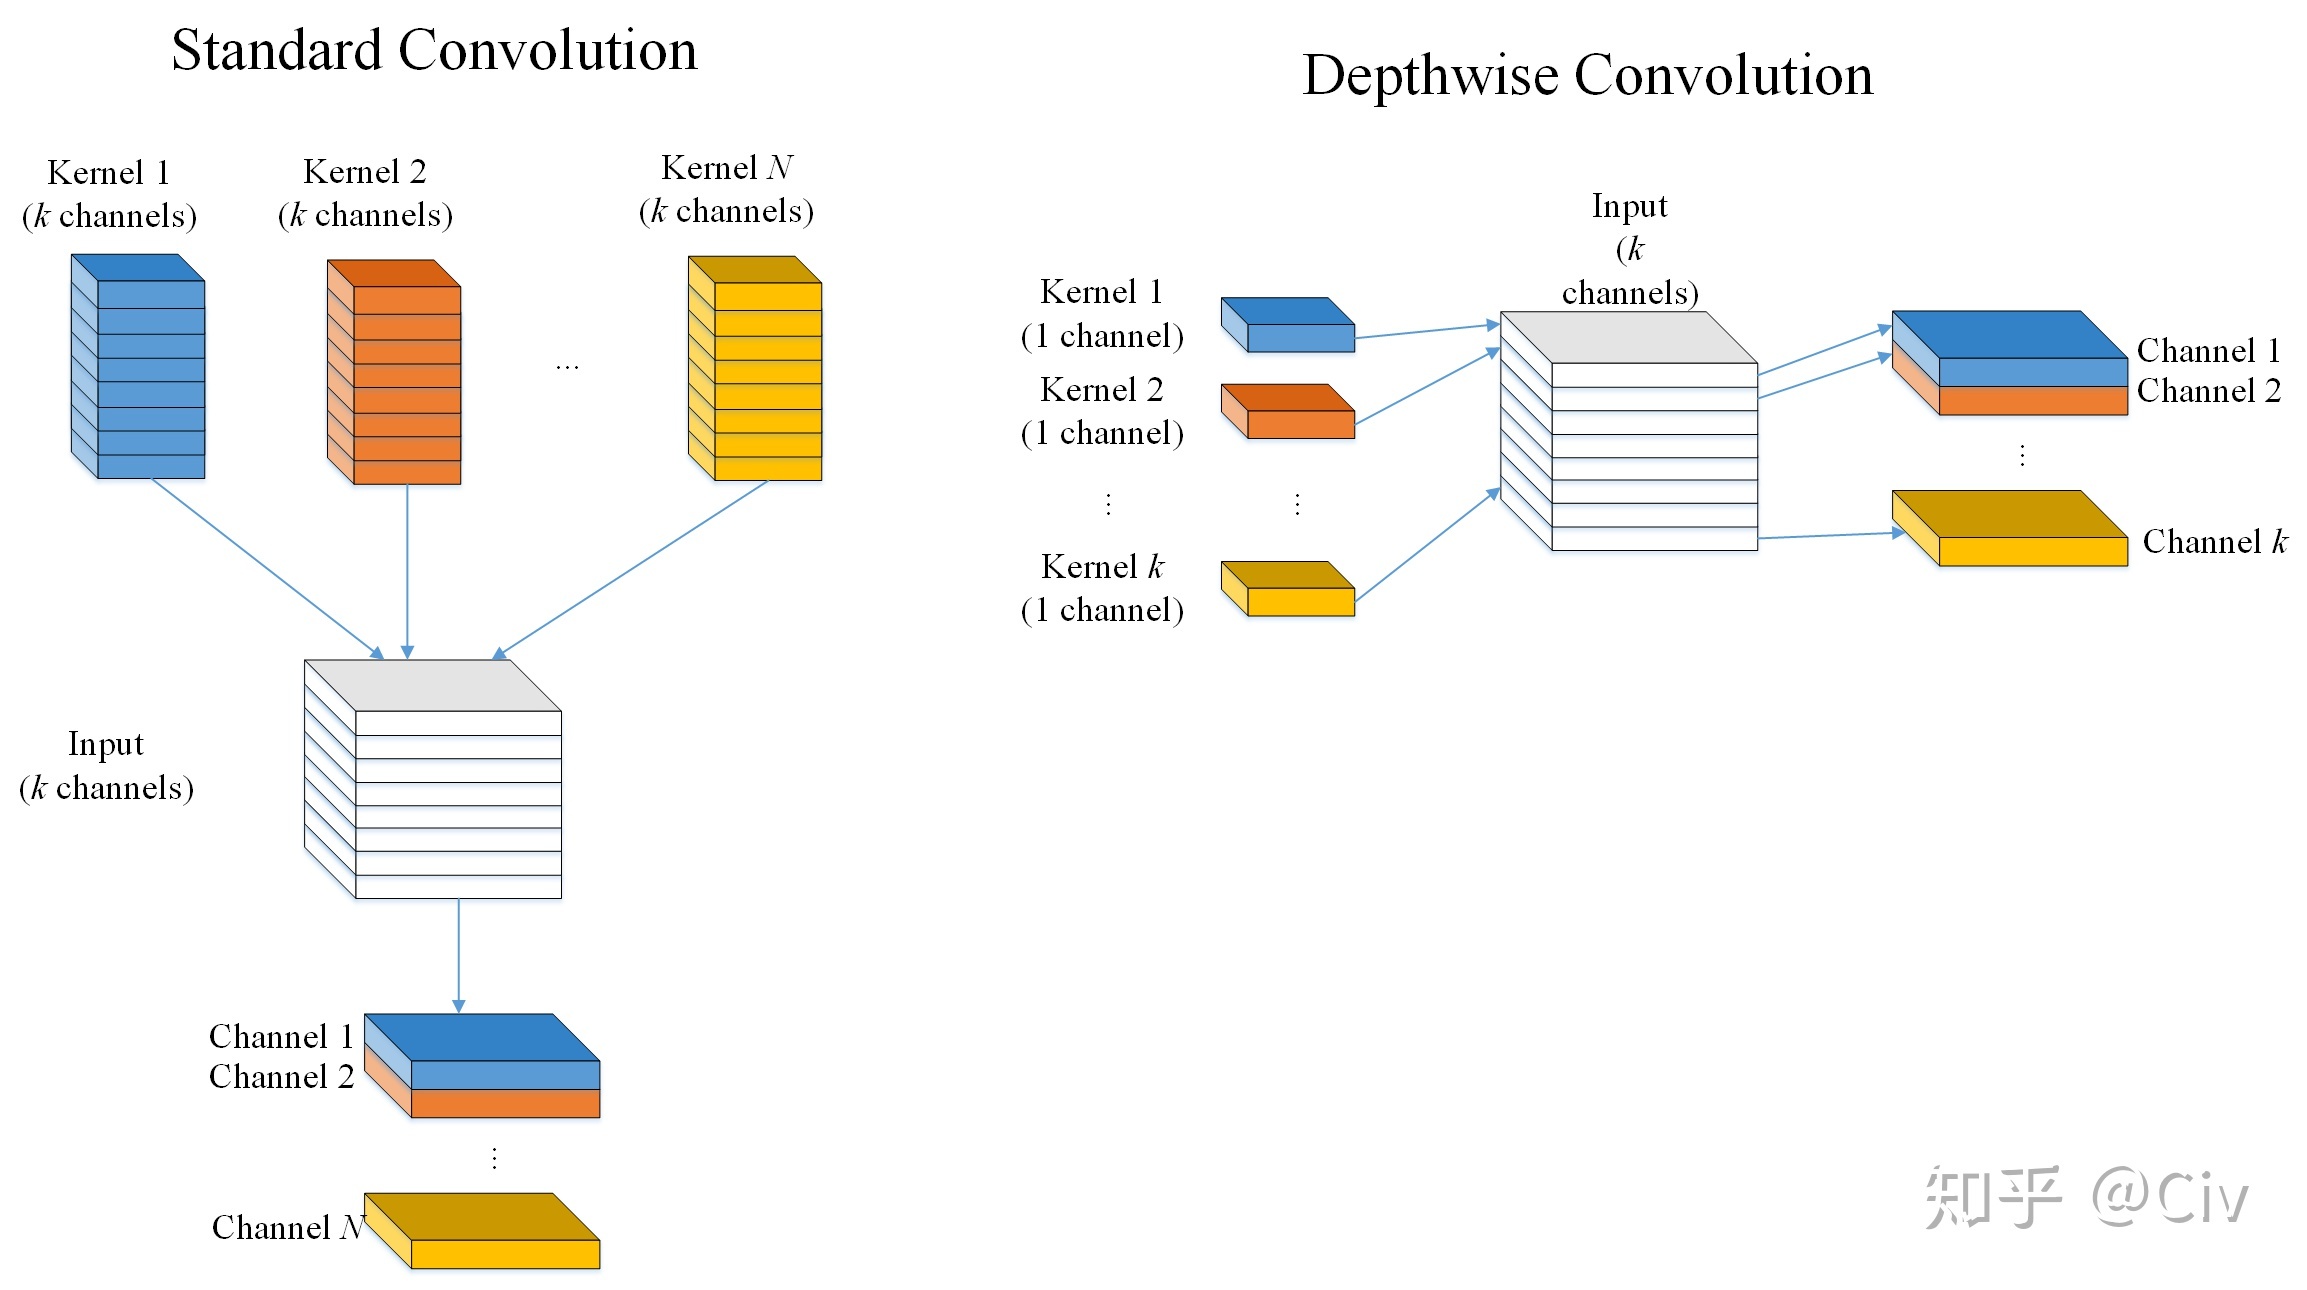 Standard Convolution
Kernel 1
(k channels)
Kernel 2
(k channels)
...
Kernel N
(k channels)
Input
(k channels)
Channel 1
Channel 2
...
Channel N
Depthwise Convolution
Kernel 1
(1 channel)
Kernel 2
(1 channel)
...
...
Kernel k
(1 channel)
Input
(k
channels)
Channel 1
Channel 2
...
Channel k
知乎 @Civ